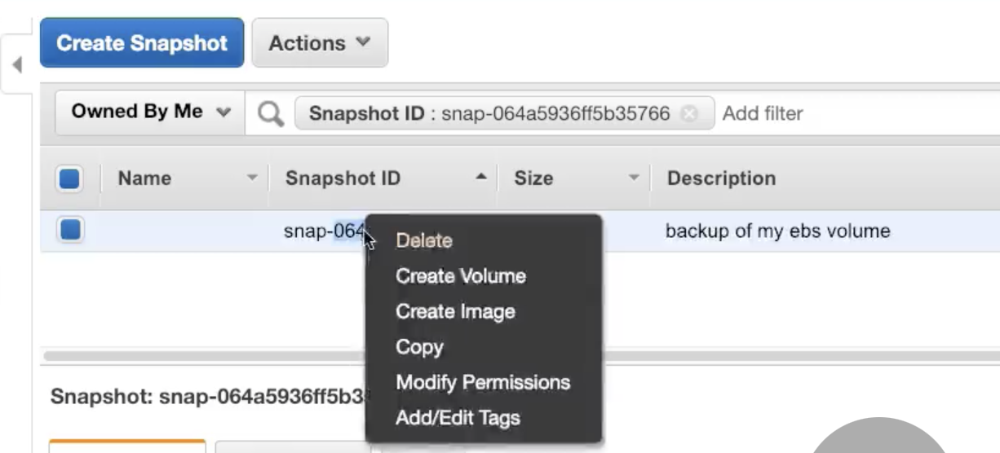 Create Snapshot Actions
Owned By Me Snapshot ID : snap-064a5936ff5b35766 Add filter
Name Snapshot ID Size Description
snap-064 backup of my ebs volume
Delete
Create Volume
Create Image
Copy
Modify Permissions
Add/Edit Tags
Snapshot: snap-064a5936ff5b3